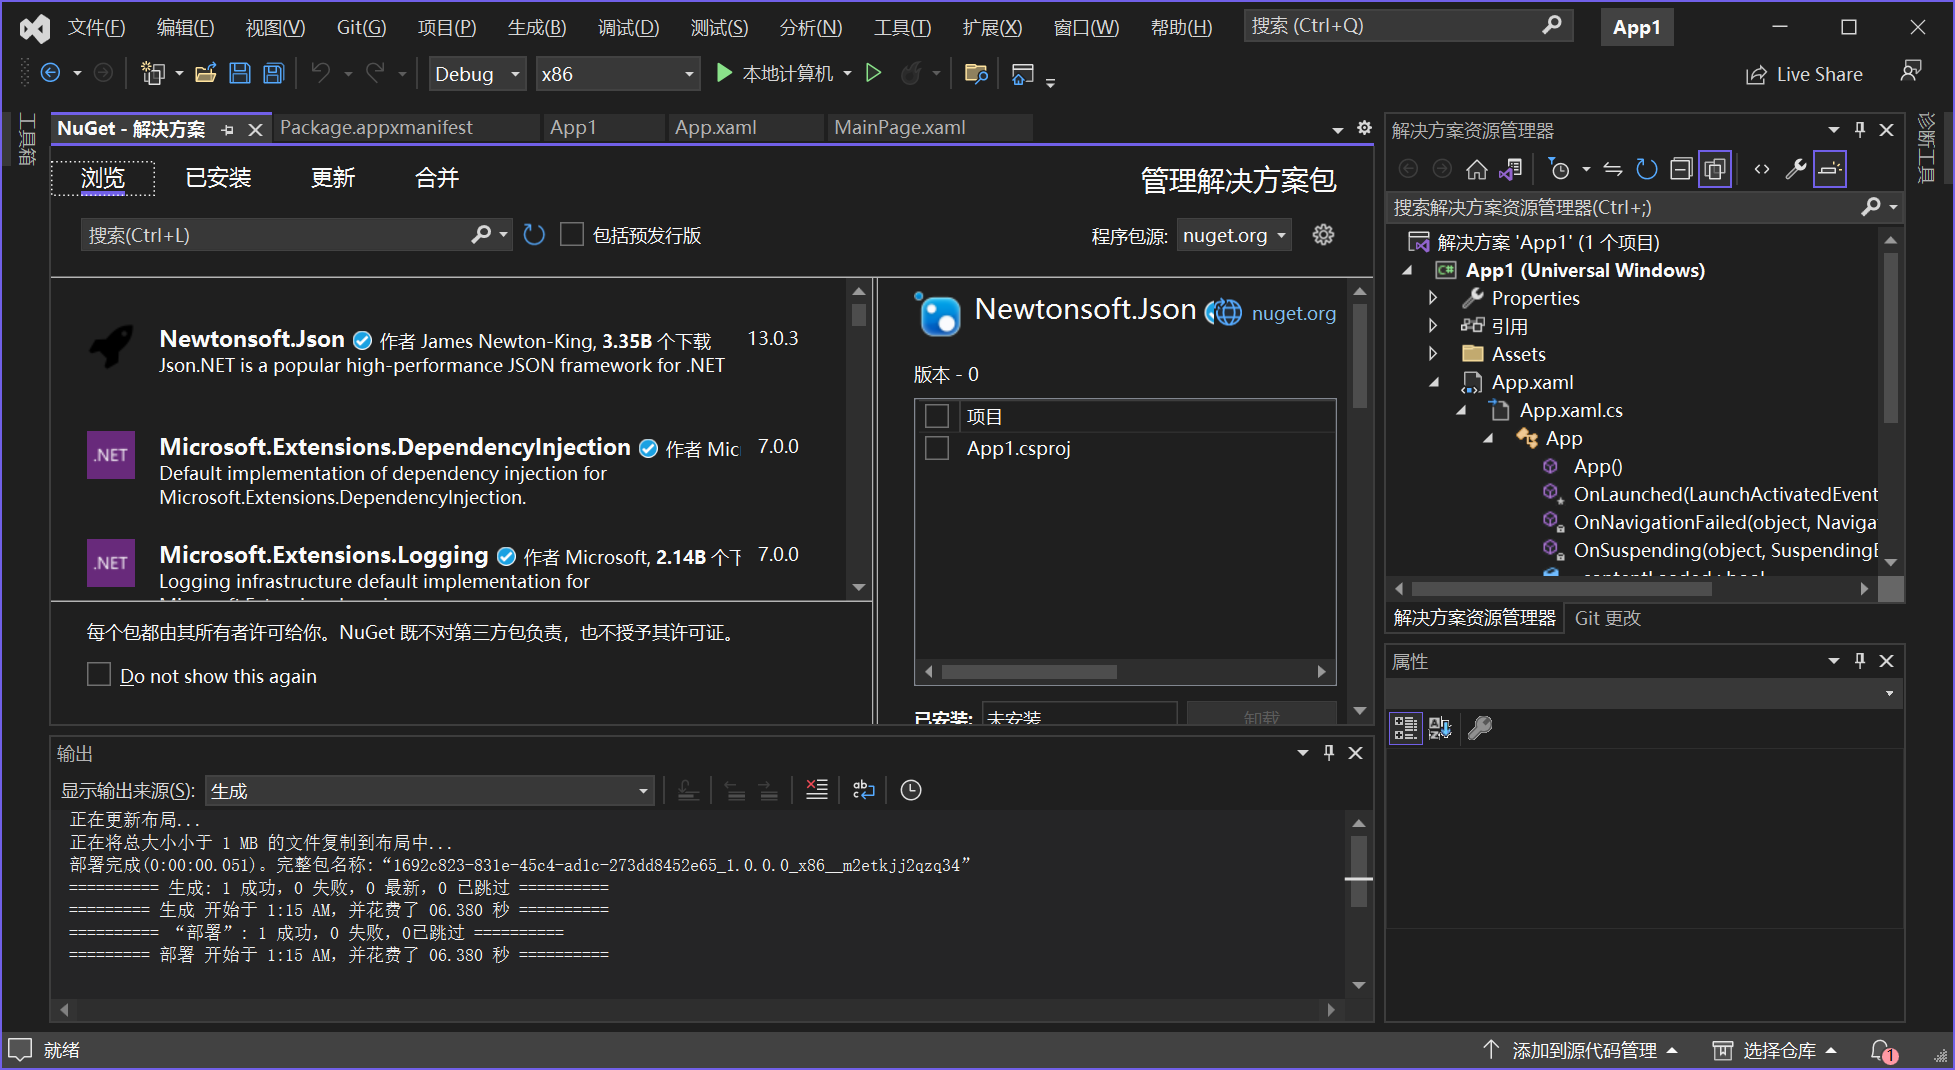 文件(F) 编辑(E) 视图(V) Git(G) 项目(P) 生成(B) 调试(D) 测试(S) 分析(N) 工具(T) 扩展(X) 窗口(W) 帮助(H) 搜索 (Ctrl+Q) App1
Debug x86 本地计算机 Live Share
工具箱
NuGet - 解决方案 Package.appxmanifest App1 App.xaml MainPage.xaml
浏览 已安装 更新 合并 管理解决方案包
搜索(Ctrl+L) 包括预发行版 程序包源: nuget.org
Newtonsoft.Json 作者 James Newton-King, 3.35B 个下载 13.0.3
Json.NET is a popular high-performance JSON framework for .NET
.NET Microsoft.Extensions.DependencyInjection 作者 Mic 7.0.0
Default implementation of dependency injection for
Microsoft.Extensions.DependencyInjection.
.NET Microsoft.Extensions.Logging 作者 Microsoft, 2.14B 个下 7.0.0
Logging infrastructure default implementation for
每个包都由其所有者许可给你。NuGet 既不对第三方包负责，也不授予其许可证。
Do not show this again
Newtonsoft.Json nuget.org
版本 - 0
项目
App1.csproj
已安装: 未安装 卸载
输出
显示输出来源(S): 生成
正在更新布局...
正在将总大小小于 1 MB 的文件复制到布局中...
部署完成(0:00:00.051)。完整包名称:“1692c823-831e-45c4-ad1c-273dd8452e65_1.0.0.0_x86__m2etkjj2qzq34”
========== 生成: 1 成功，0 失败，0 最新，0 已跳过 ==========
========= 生成 开始于 1:15 AM，并花费了 06.380 秒 ==========
========== “部署”: 1 成功，0 失败，0已跳过 ==========
========= 部署 开始于 1:15 AM，并花费了 06.380 秒 ==========
解决方案资源管理器
搜索解决方案资源管理器(Ctrl+;)
解决方案 'App1' (1 个项目)
C# App1 (Universal Windows)
Properties
引用
Assets
App.xaml
App.xaml.cs
App
App()
OnLaunched(LaunchActivatedEvent
OnNavigationFailed(object, Naviga
OnSuspending(object, SuspendingE
_contentLoaded : bool
解决方案资源管理器 Git 更改
属性
诊断工具
就绪 添加到源代码管理 选择仓库 1